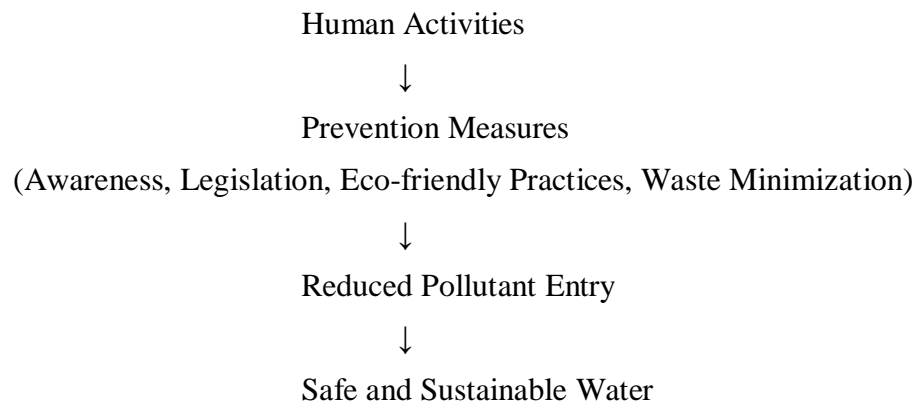 Human Activities
↓
Prevention Measures
(Awareness, Legislation, Eco-friendly Practices, Waste Minimization)
↓
Reduced Pollutant Entry
↓
Safe and Sustainable Water